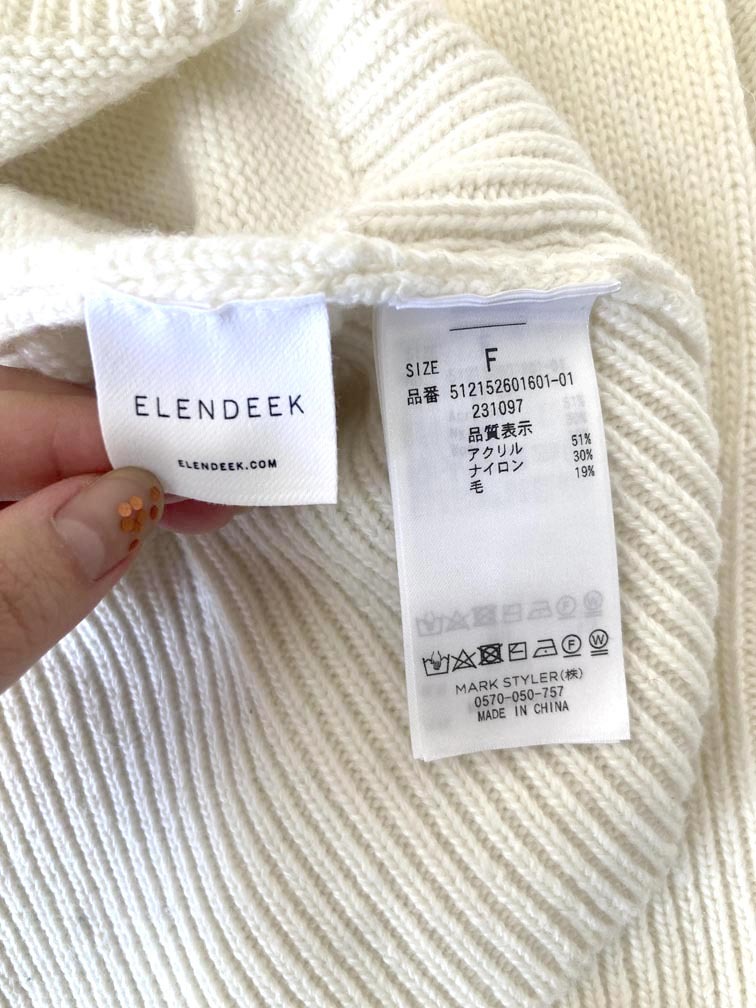 ELENDEEK
ELENDEEK.COM
SIZE F
品番 512152601601-01
231097
品質表示
アクリル 51%
ナイロン 30%
毛 19%
MARK STYLER(株)
0570-050-757
MADE IN CHINA